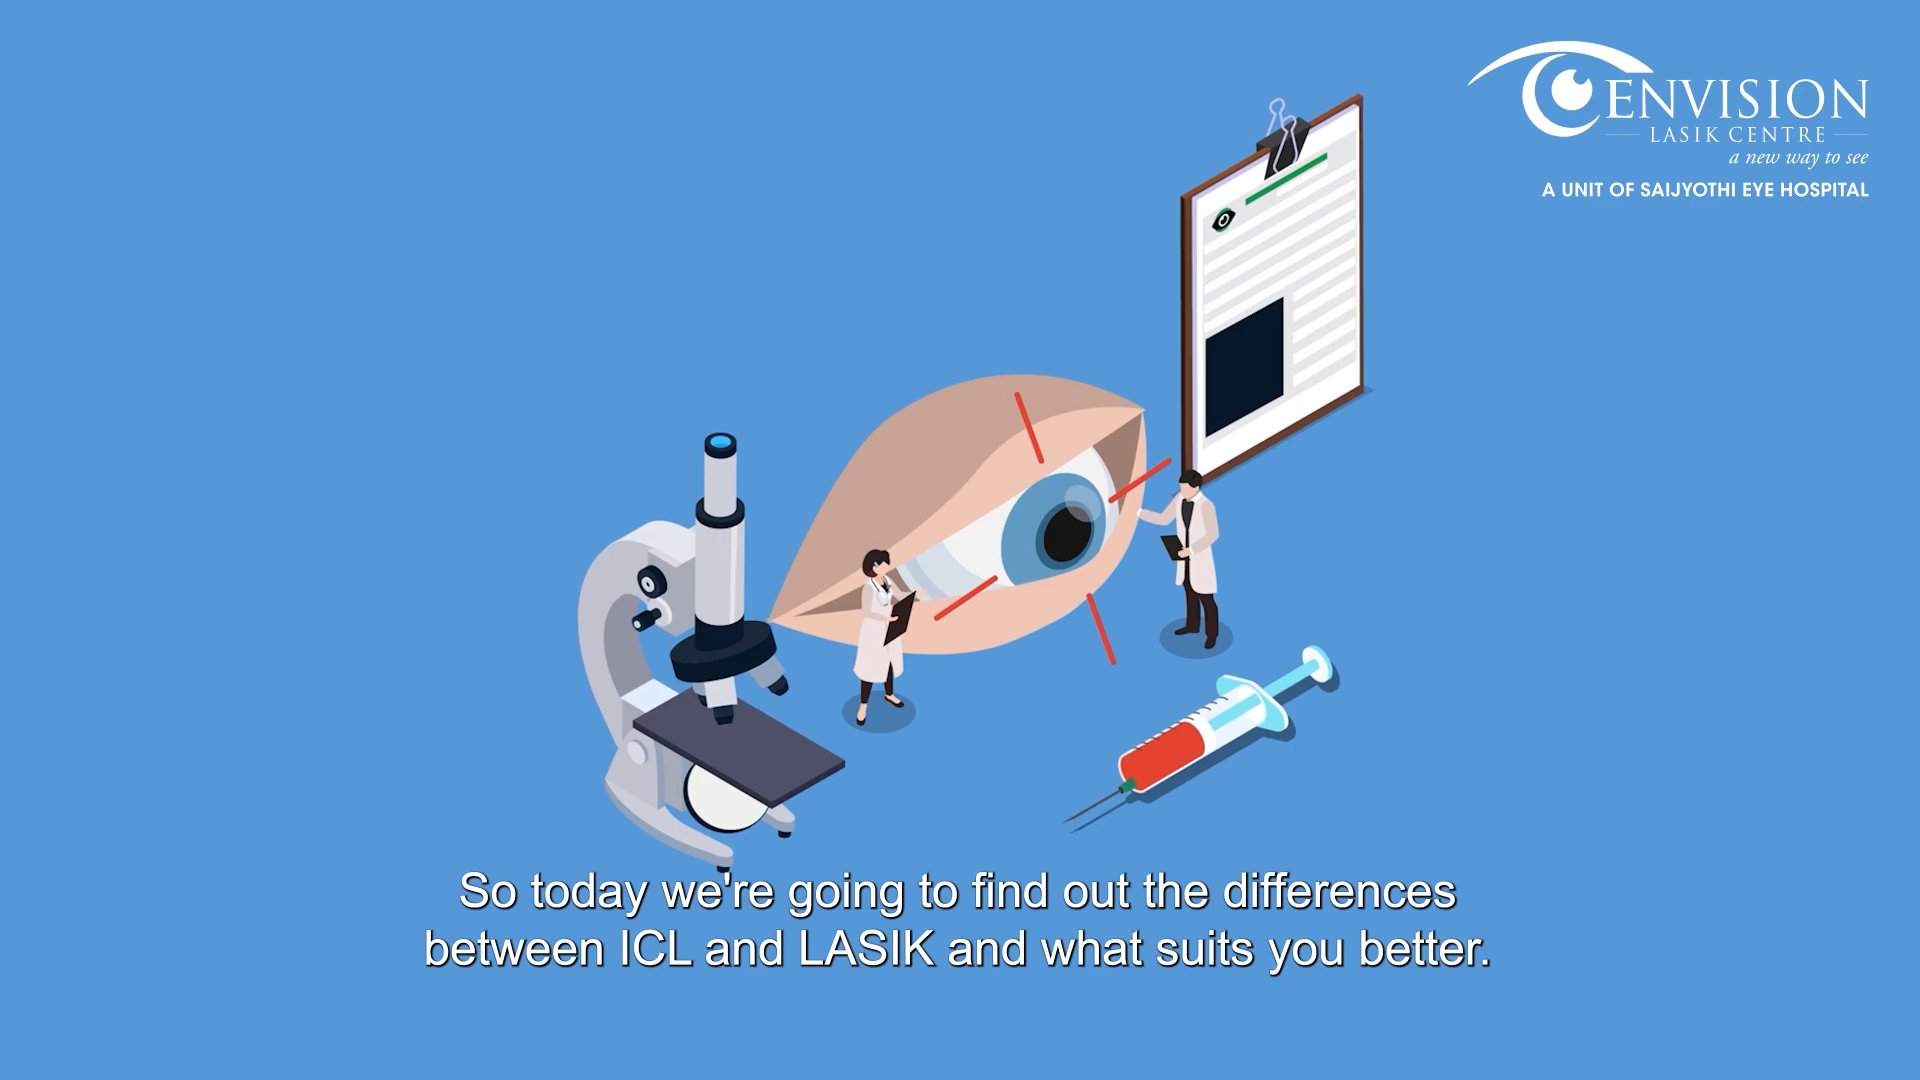 ENVISION
LASIK CENTRE
a new way to see
A UNIT OF SAIJYOTHI EYE HOSPITAL
So today we're going to find out the differences
between ICL and LASIK and what suits you better.